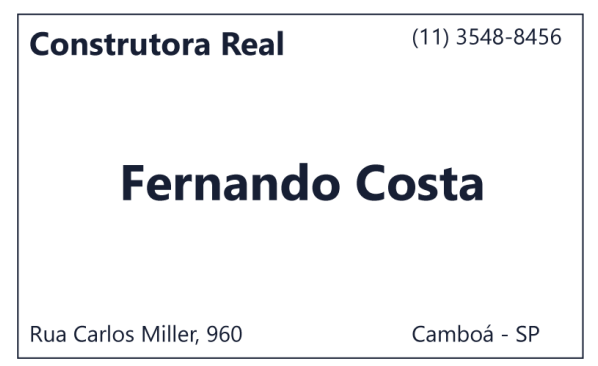 Construtora Real
(11) 3548-8456
Fernando Costa
Rua Carlos Miller, 960
Camboá - SP